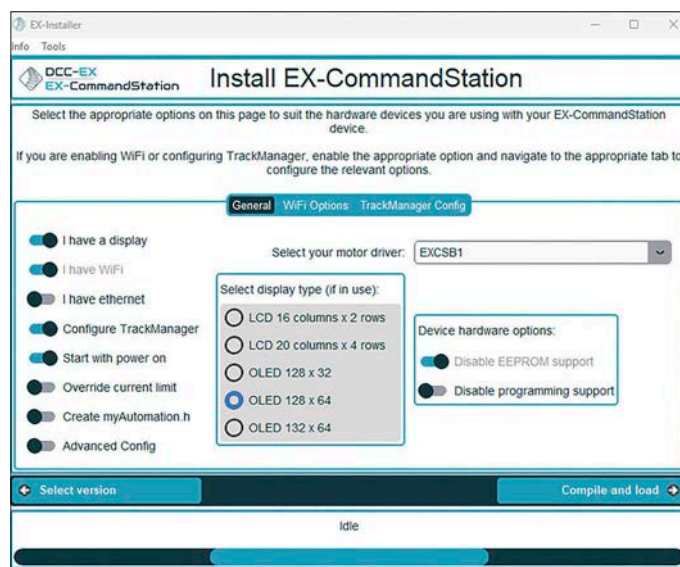 EX-Installer
Info Tools
DCC-EX
EX-CommandStation
Install EX-CommandStation
Select the appropriate options on this page to suit the hardware devices you are using with your EX-CommandStation
device.
If you are enabling WiFi or configuring TrackManager, enable the appropriate option and navigate to the appropriate tab to
configure the relevant options.
General WiFi Options TrackManager Config
I have a display
I have WiFi
I have ethernet
Configure TrackManager
Start with power on
Override current limit
Create myAutomation.h
Advanced Config
Select your motor driver: EXCSB1
Select display type (if in use):
LCD 16 columns x 2 rows
LCD 20 columns x 4 rows
OLED 128 x 32
OLED 128 x 64
OLED 132 x 64
Device hardware options:
Disable EEPROM support
Disable programming support
Select version
Compile and load
Idle